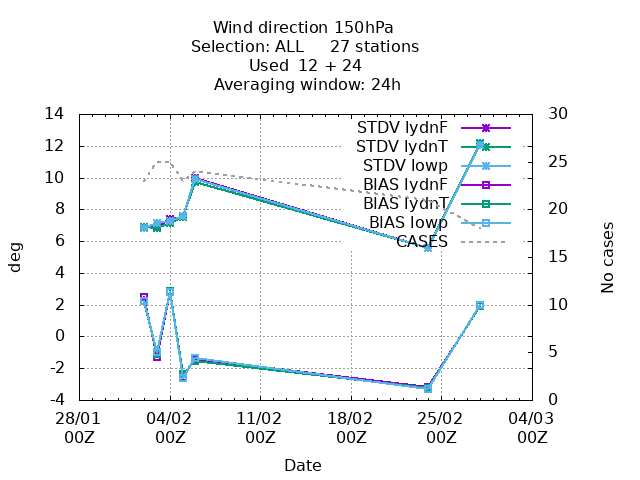 Wind direction 150hPa
Selection: ALL     27 stations
Used  12 + 24
Averaging window: 24h
14 30
STDV lydnF
12 STDV lydnT 25
STDV lowp
10 BIAS lydnF
8 BIAS lydnT 20
BIAS lowp
6 CASES 15
deg No cases
4
2 10
0
-2 5
-4 0
28/01 04/02 11/02 18/02 25/02 04/03
00Z 00Z 00Z 00Z 00Z 00Z
Date